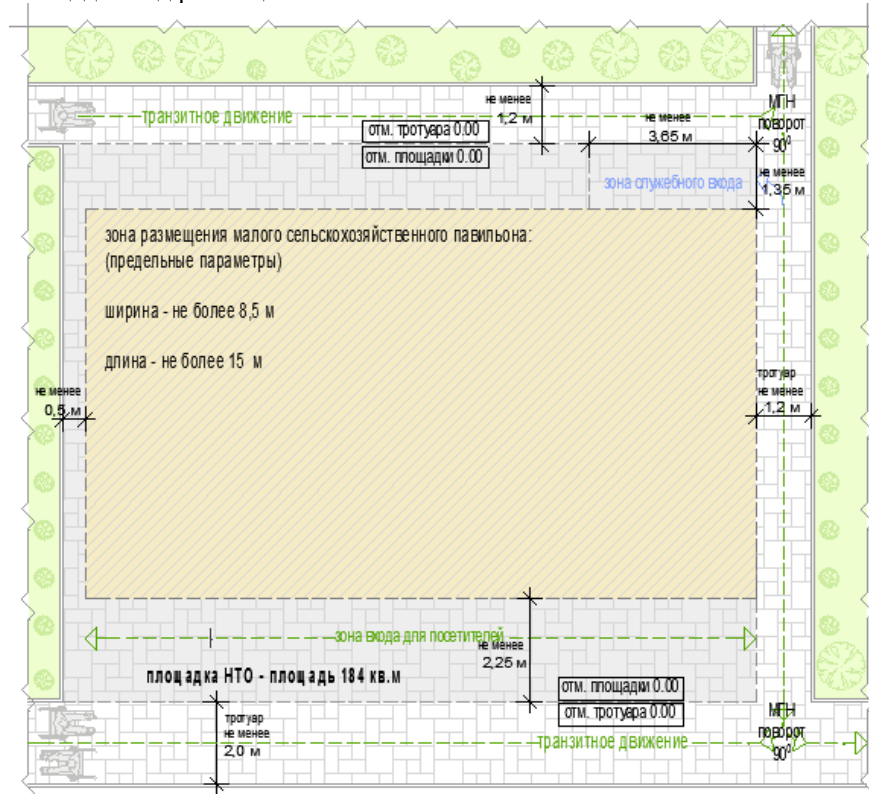 транзитное движение
не менее
1,2 м
отм. тротуара 0.00
отм. площадки 0.00
не менее
3,65 м
МГН
поворот
90⁰
зона служебного входа
не менее
1,35 м
зона размещения малого сельскохозяйственного павильона:
(предельные параметры)
ширина - не более 8,5 м
длина - не более 15 м
не менее
0,5 м
тротуар
не менее
1,2 м
зона входа для посетителей
не менее
2,25 м
площадка НТО - площадь 184 кв.м
отм. площадки 0.00
отм. тротуара 0.00
тротуар
не менее
2,0 м
транзитное движение
МГН
поворот
90⁰